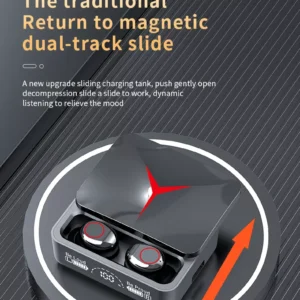 The traditional
Return to magnetic
dual-track slide
A new upgrade sliding charging tank, push gently open
decompression slide a slide to work, dynamic
listening to relieve the mood
100